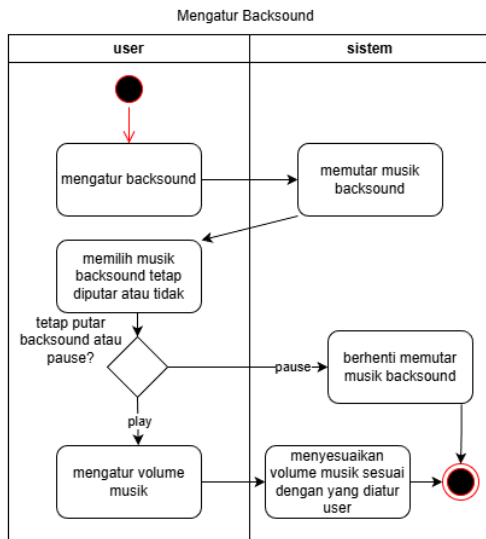 Mengatur Backsound
user
sistem
mengatur backsound
memutar musik
backsound
memilih musik
backsound tetap
diputar atau tidak
tetap putar
backsound atau
pause?
pause
berhenti memutar
musik backsound
play
mengatur volume
musik
menyesuaikan
volume musik sesuai
dengan yang diatur
user